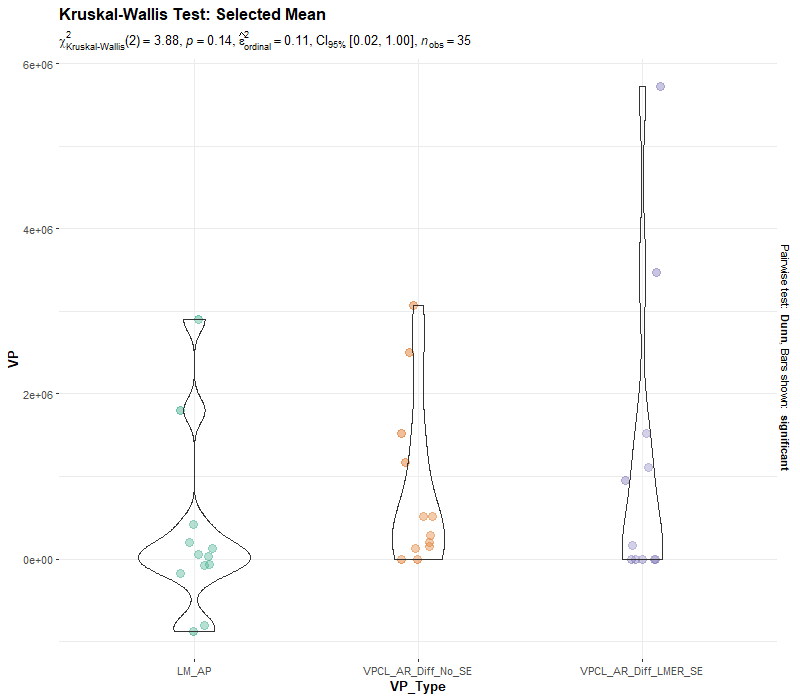 Kruskal-Wallis Test: Selected Mean
χ²Kruskal-Wallis(2) = 3.88, p = 0.14, ε̂²ordinal = 0.11, CI95% [0.02, 1.00], nobs = 35
6e+06
4e+06
2e+06
0e+00
VP
LM_AP
VPCL_AR_Diff_No_SE
VPCL_AR_Diff_LMER_SE
VP_Type
Pairwise test: Dunn, Bars shown: significant